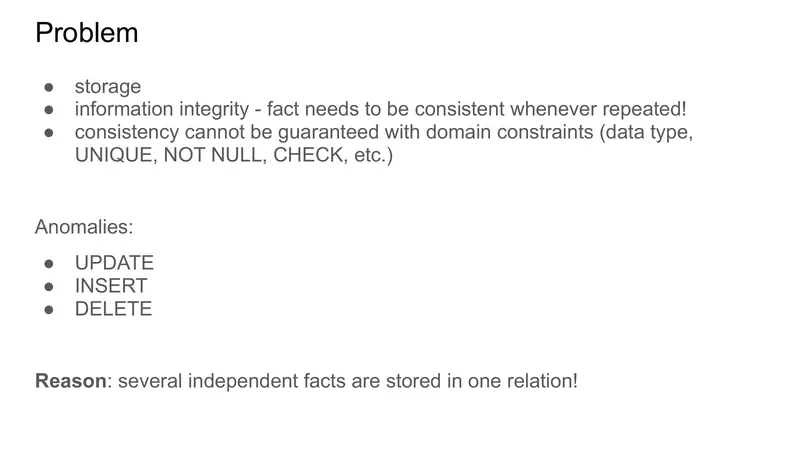 Problem
● storage
● information integrity - fact needs to be consistent whenever repeated!
● consistency cannot be guaranteed with domain constraints (data type,
UNIQUE, NOT NULL, CHECK, etc.)
Anomalies:
● UPDATE
● INSERT
● DELETE
Reason: several independent facts are stored in one relation!